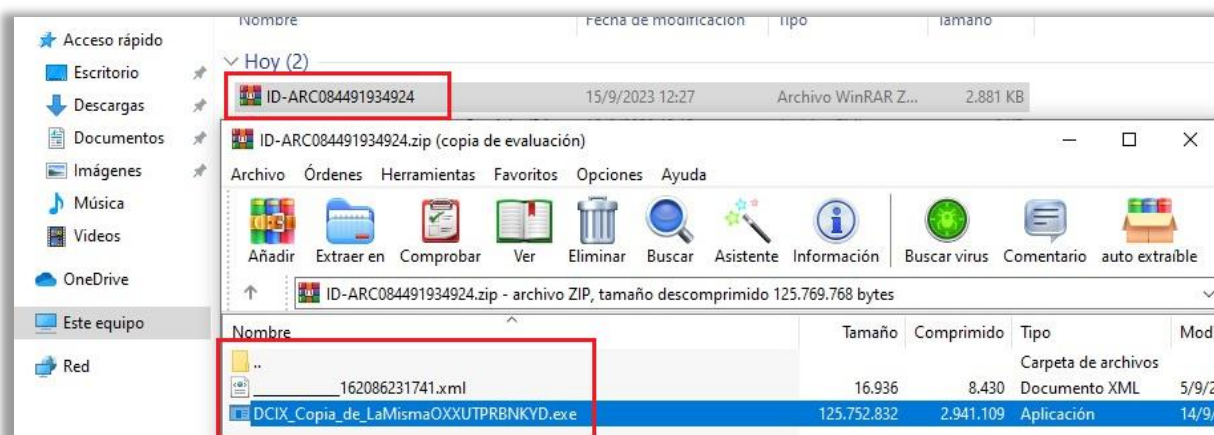 Nombre Fecha de modificación Tipo Tamaño
Acceso rápido
Hoy (2)
Escritorio
ID-ARC084491934924 15/9/2023 12:27 Archivo WinRAR Z... 2.881 KB
Descargas
Documentos
ID-ARC084491934924.zip (copia de evaluación)
Imágenes
Archivo Órdenes Herramientas Favoritos Opciones Ayuda
Música
Videos
Añadir Extraer en Comprobar Ver Eliminar Buscar Asistente Información Buscar virus Comentario auto extraíble
OneDrive
ID-ARC084491934924.zip - archivo ZIP, tamaño descomprimido 125.769.768 bytes
Este equipo
Nombre Tamaño Comprimido Tipo Mod
.. Carpeta de archivos
Red
__________162086231741.xml 16.936 8.430 Documento XML 5/9/2
DCIX_Copia_de_LaMismaOXXUTPRBNKYD.exe 125.752.832 2.941.109 Aplicación 14/9/